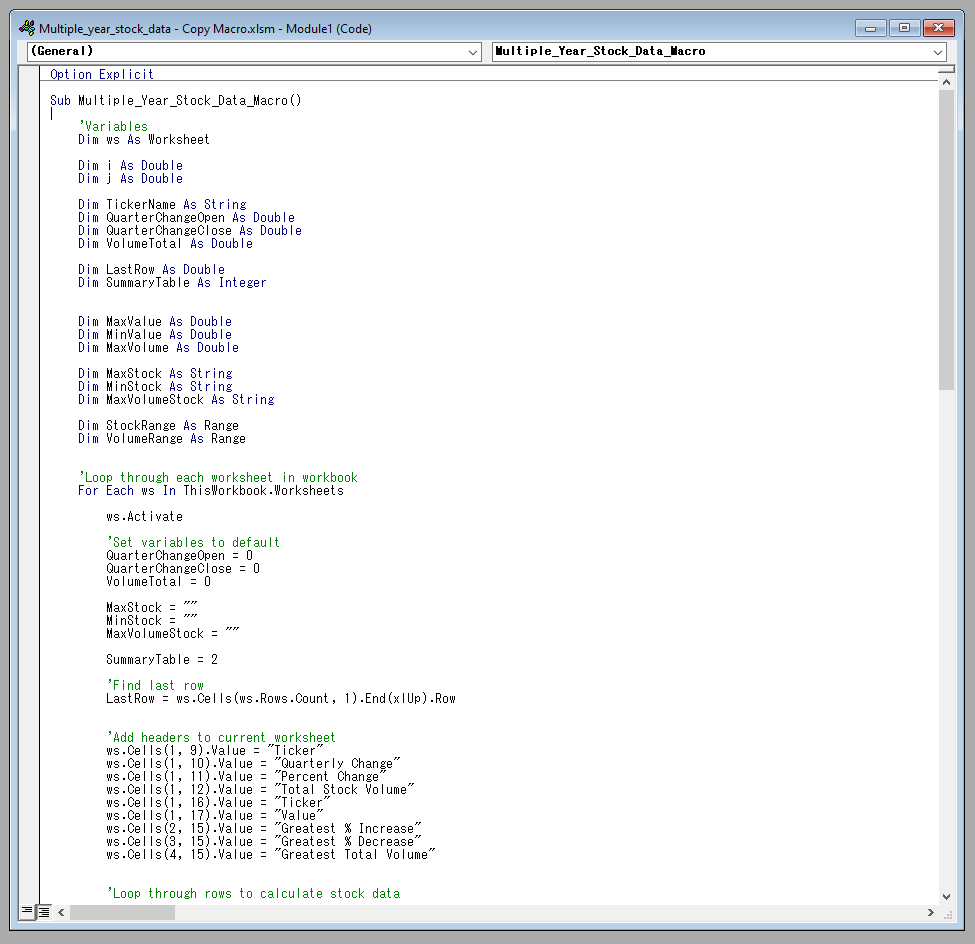 Multiple_year_stock_data - Copy Macro.xlsm - Module1 (Code)
(General)
Multiple_Year_Stock_Data_Macro
Option Explicit
Sub Multiple_Year_Stock_Data_Macro()
'Variables
Dim ws As Worksheet
Dim i As Double
Dim j As Double
Dim TickerName As String
Dim QuarterChangeOpen As Double
Dim QuarterChangeClose As Double
Dim VolumeTotal As Double
Dim LastRow As Double
Dim SummaryTable As Integer
Dim MaxValue As Double
Dim MinValue As Double
Dim MaxVolume As Double
Dim MaxStock As String
Dim MinStock As String
Dim MaxVolumeStock As String
Dim StockRange As Range
Dim VolumeRange As Range
'Loop through each worksheet in workbook
For Each ws In ThisWorkbook.Worksheets
ws.Activate
'Set variables to default
QuarterChangeOpen = 0
QuarterChangeClose = 0
VolumeTotal = 0
MaxStock = ""
MinStock = ""
MaxVolumeStock = ""
SummaryTable = 2
'Find last row
LastRow = ws.Cells(ws.Rows.Count, 1).End(xlUp).Row
'Add headers to current worksheet
ws.Cells(1, 9).Value = "Ticker"
ws.Cells(1, 10).Value = "Quarterly Change"
ws.Cells(1, 11).Value = "Percent Change"
ws.Cells(1, 12).Value = "Total Stock Volume"
ws.Cells(1, 16).Value = "Ticker"
ws.Cells(1, 17).Value = "Value"
ws.Cells(2, 15).Value = "Greatest % Increase"
ws.Cells(3, 15).Value = "Greatest % Decrease"
ws.Cells(4, 15).Value = "Greatest Total Volume"
'Loop through rows to calculate stock data